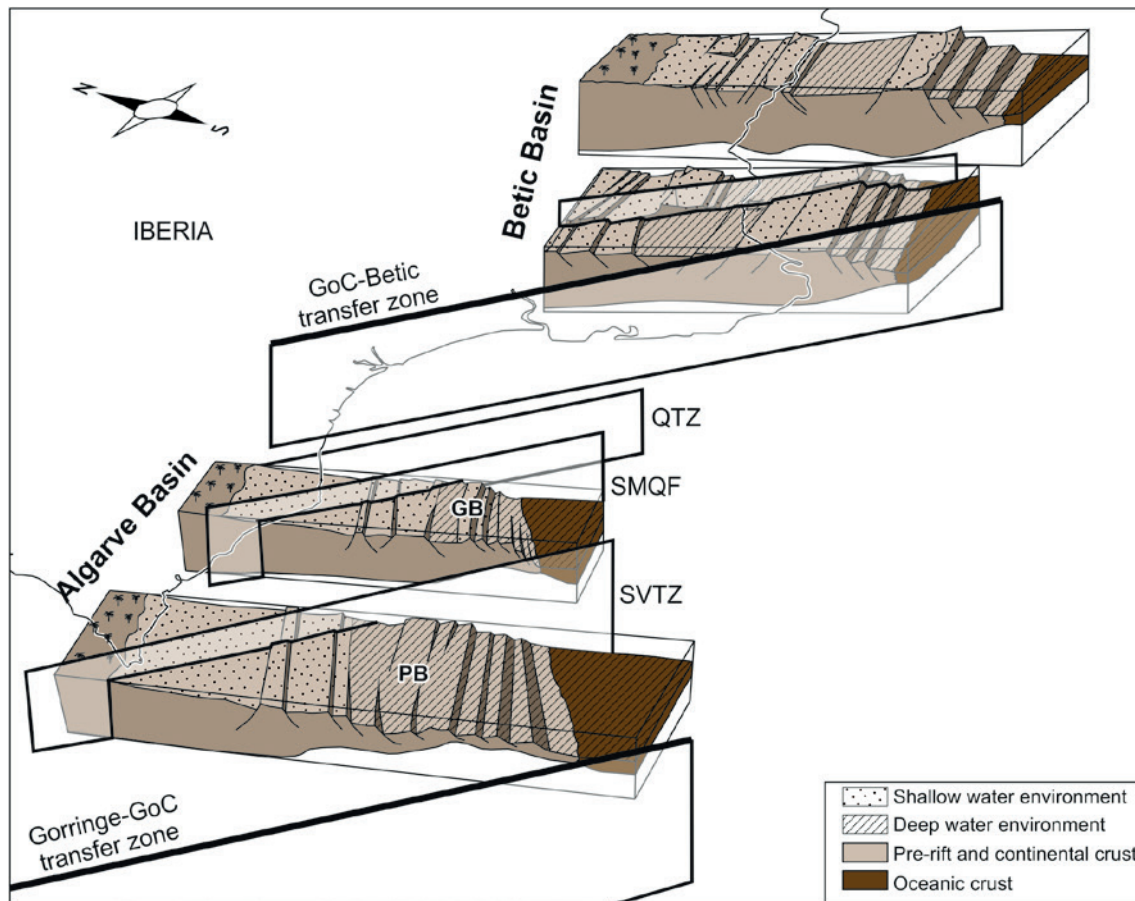 N
S
IBERIA
Betic Basin
GoC-Betic
transfer zone
QTZ
SMQF
GB
Algarve Basin
SVTZ
PB
Gorringe-GoC
transfer zone
Shallow water environment
Deep water environment
Pre-rift and continental crust
Oceanic crust